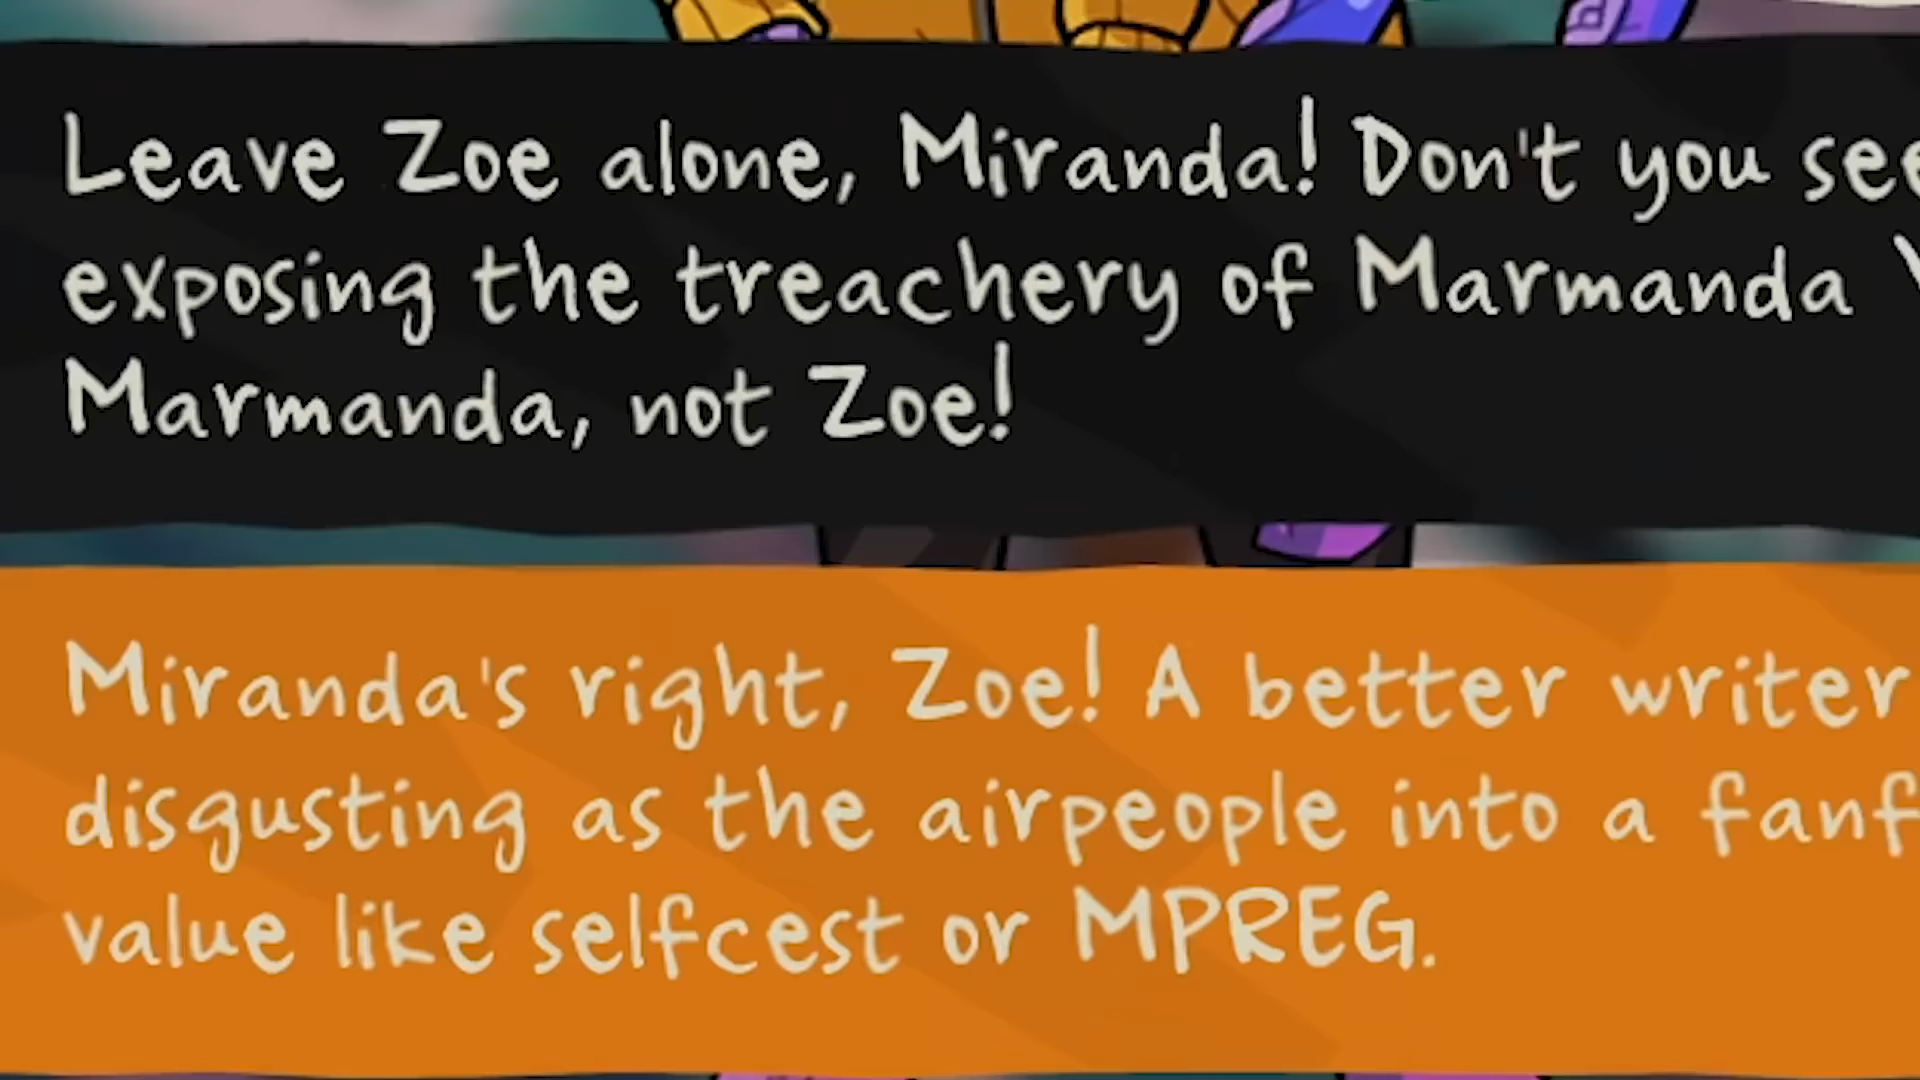 Leave Zoe alone, Miranda! Don't you see
exposing the treachery of Marmanda
Marmanda, not Zoe!
Miranda's right, Zoe! A better writer
disgusting as the airpeople into a fanf
value like selfcest or MPREG.